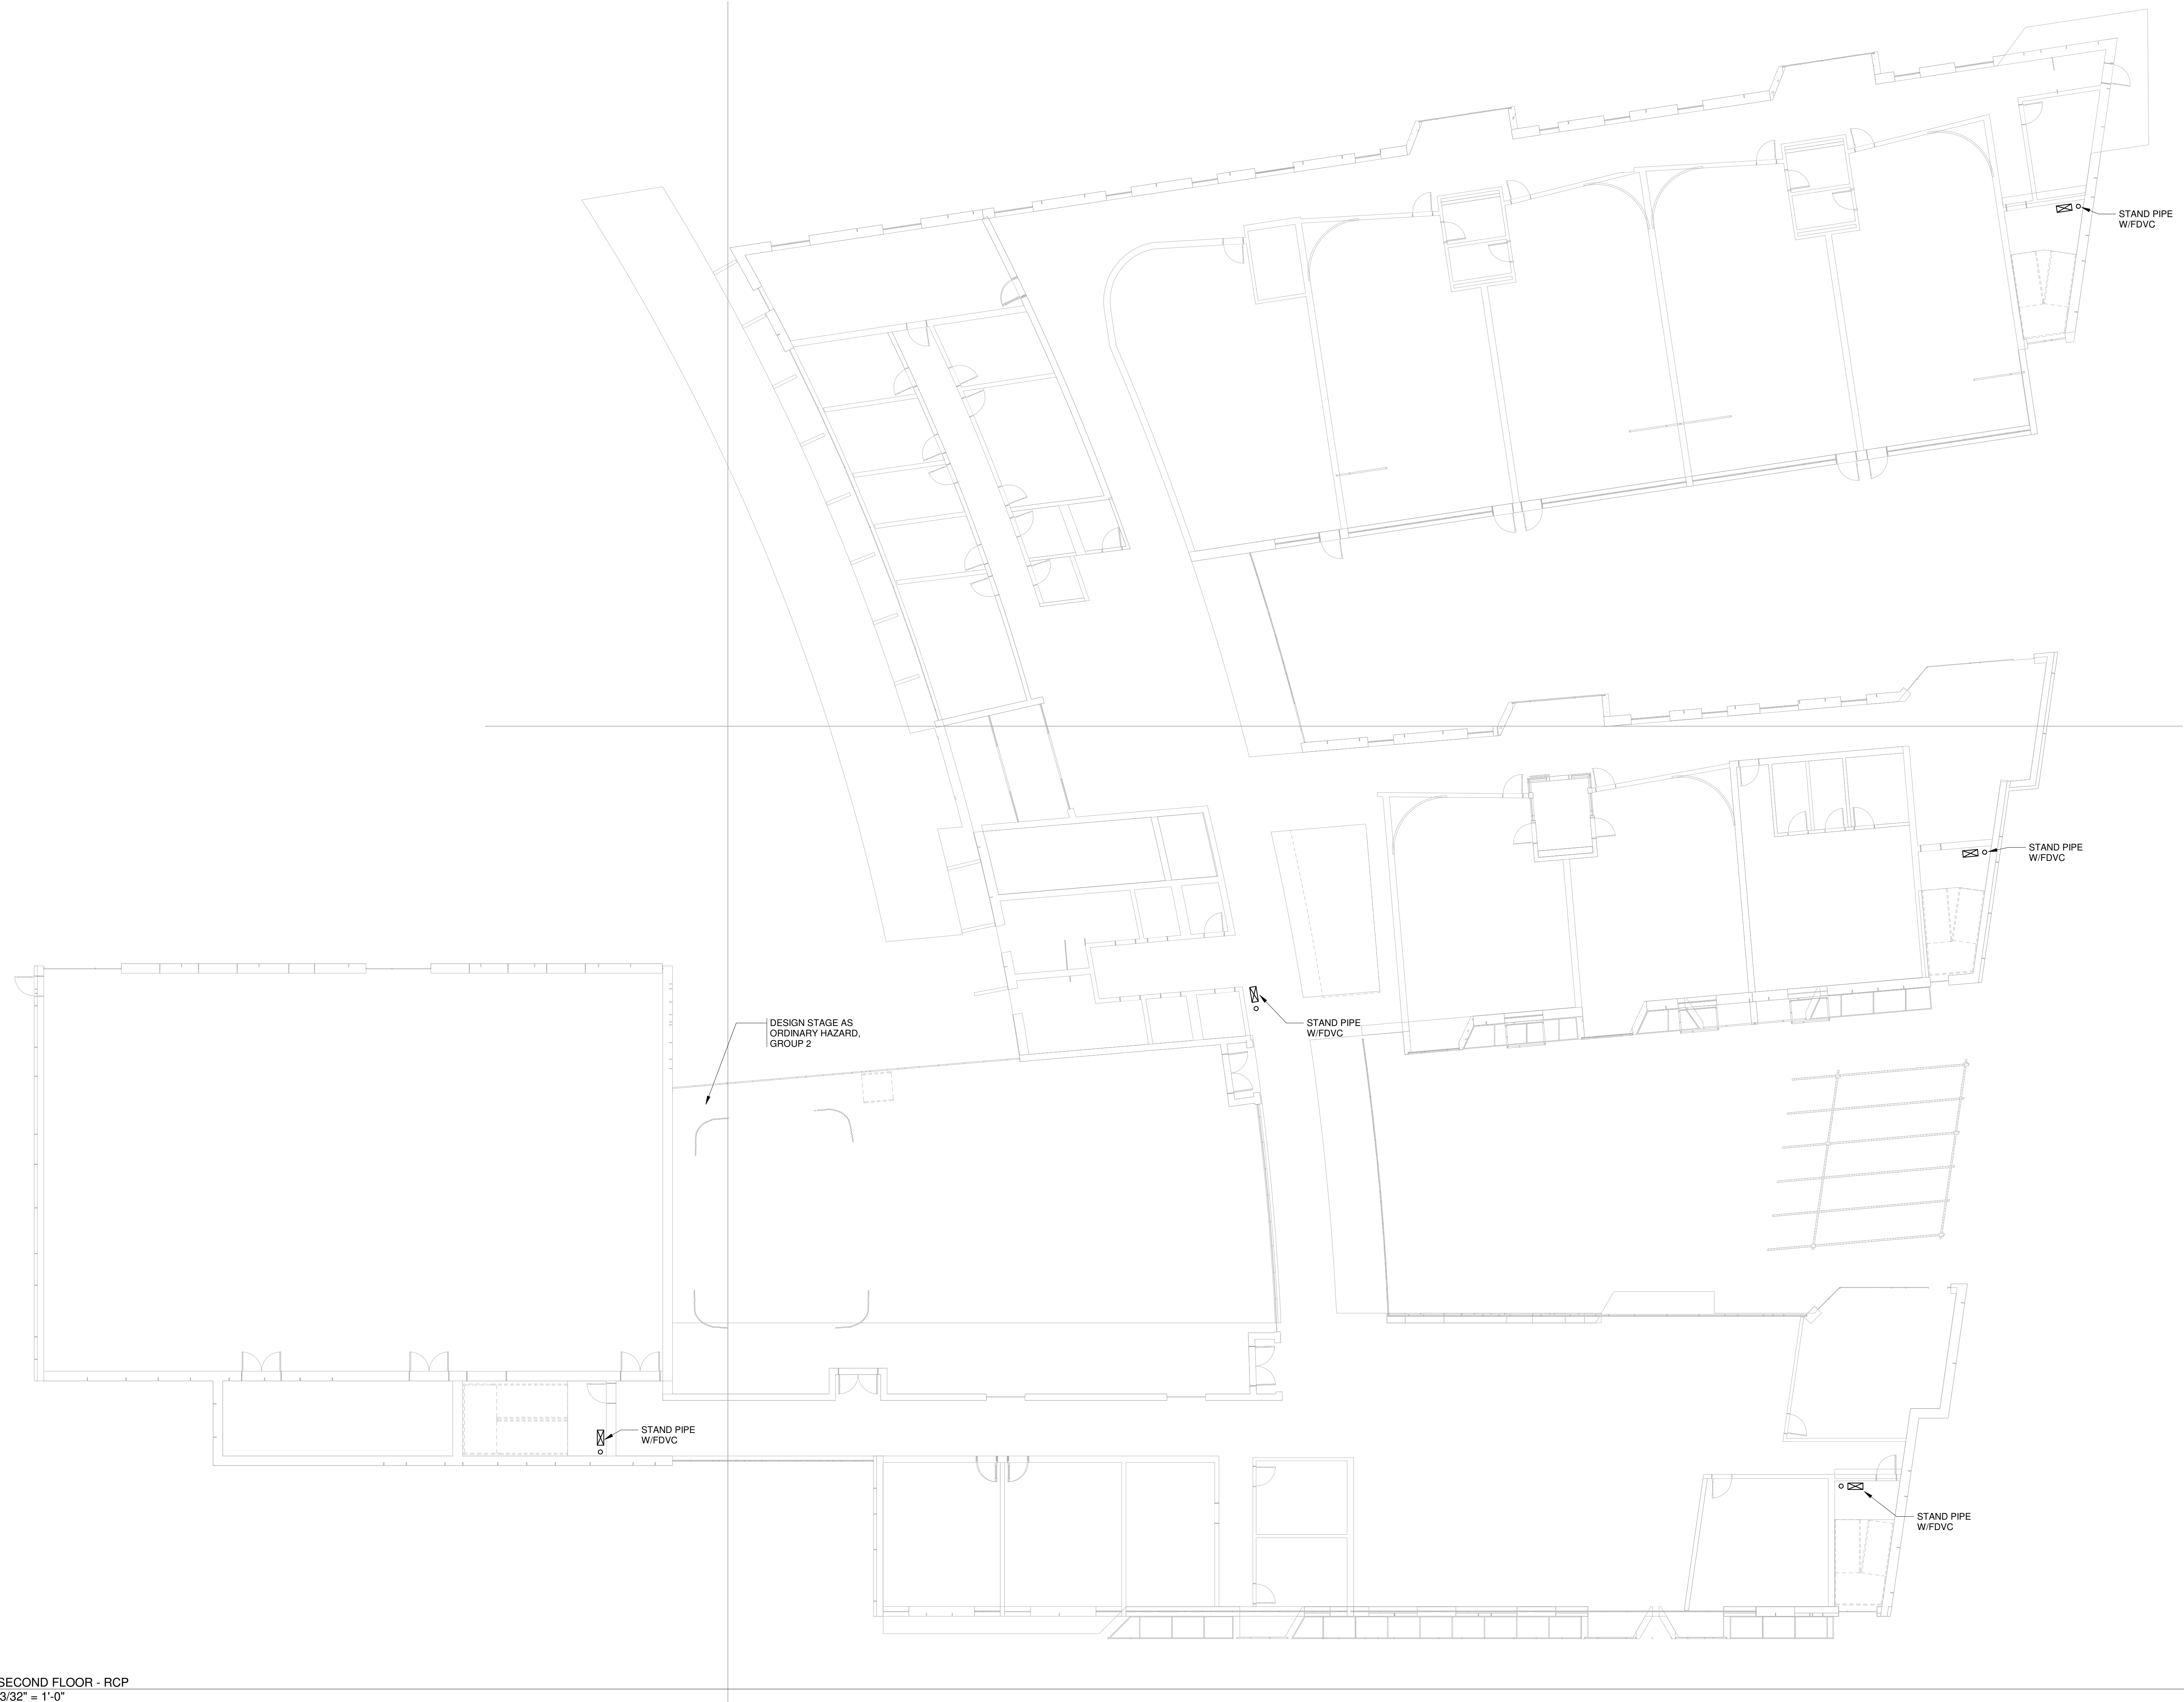 STAND PIPE
W/FDVC
STAND PIPE
W/FDVC
DESIGN STAGE AS
ORDINARY HAZARD,
GROUP 2
STAND PIPE
W/FDVC
STAND PIPE
W/FDVC
STAND PIPE
W/FDVC
SECOND FLOOR - RCP
3/32" = 1'-0"